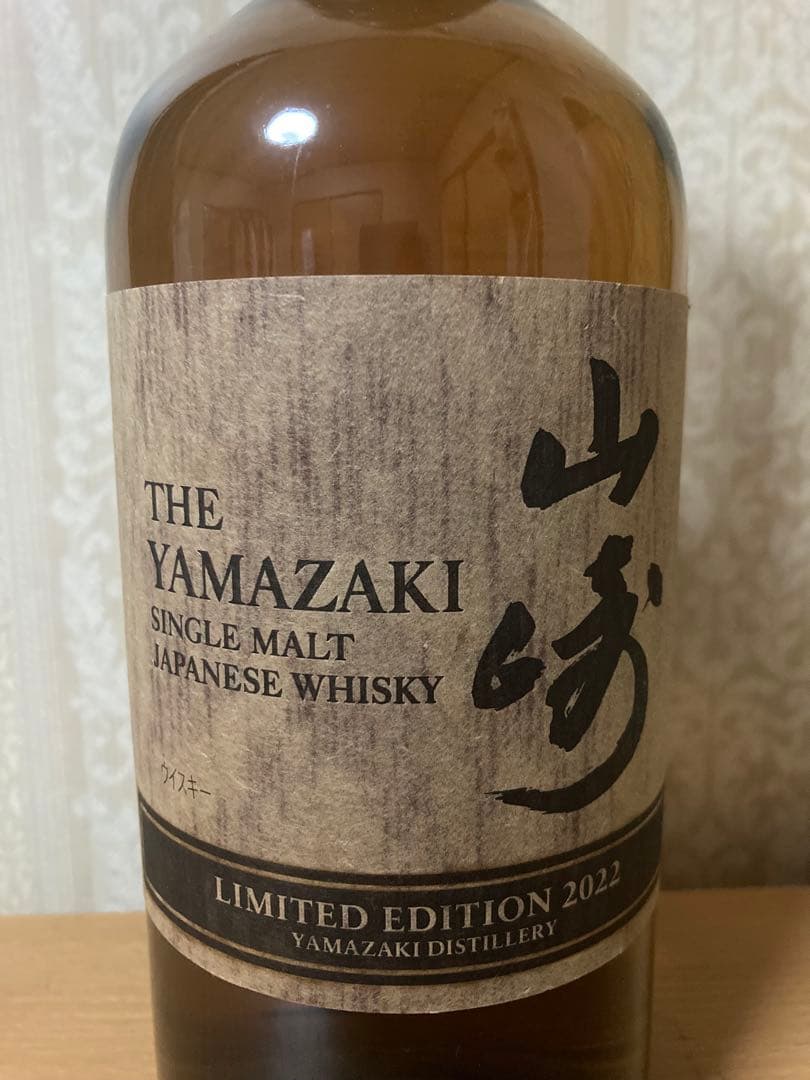 THE
YAMAZAKI
SINGLE MALT
JAPANESE WHISKY
山崎
ウイスキー
LIMITED EDITION 2022
YAMAZAKI DISTILLERY